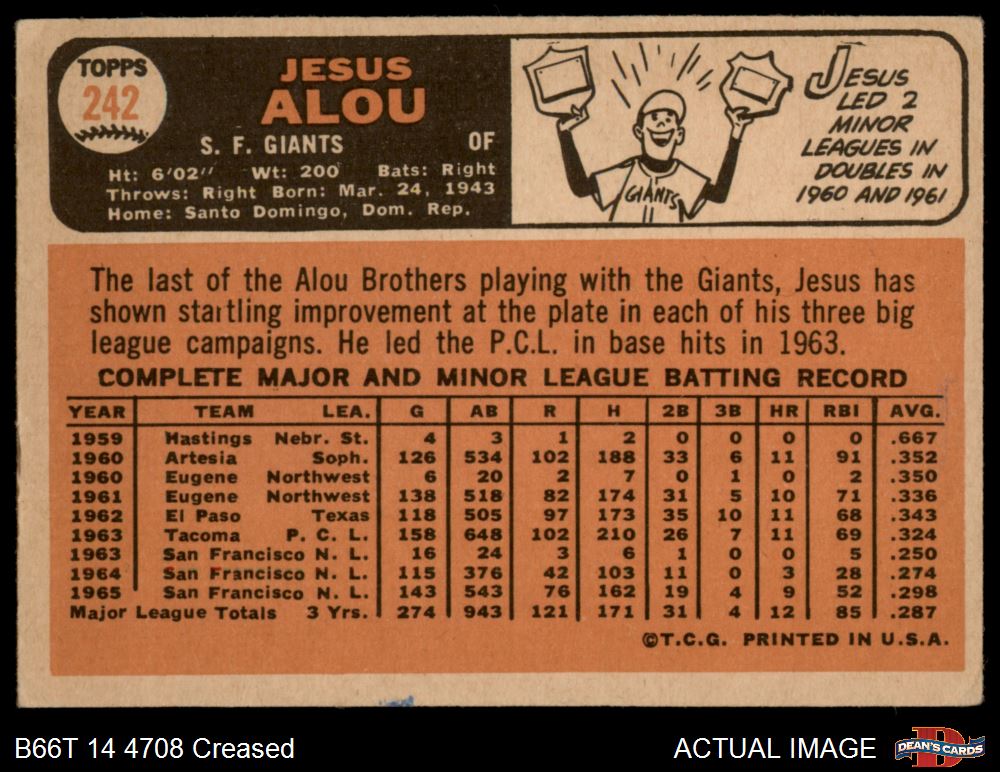 TOPPS
242
JESUS
ALOU
S. F. GIANTS OF
Ht: 6'02" Wt: 200 Bats: Right
Throws: Right Born: Mar. 24, 1943
Home: Santo Domingo, Dom. Rep.
GIANTS
JESUS
LED 2
MINOR
LEAGUES IN
DOUBLES IN
1960 AND 1961
The last of the Alou Brothers playing with the Giants, Jesus has
shown startling improvement at the plate in each of his three big
league campaigns. He led the P.C.L. in base hits in 1963.
COMPLETE MAJOR AND MINOR LEAGUE BATTING RECORD
YEAR TEAM LEA. G AB R H 2B 3B HR RBI AVG.
1959 Hastings Nebr. St. 4 3 1 2 0 0 0 0 .667
1960 Artesia Soph. 126 534 102 188 33 6 11 91 .352
1960 Eugene Northwest 6 20 2 7 0 1 0 2 .350
1961 Eugene Northwest 138 518 82 174 31 5 10 71 .336
1962 El Paso Texas 118 505 97 173 35 10 11 68 .343
1963 Tacoma P. C. L. 158 648 102 210 26 7 11 69 .324
1963 San Francisco N. L. 16 24 3 6 1 0 0 5 .250
1964 San Francisco N. L. 115 376 42 103 11 0 3 28 .274
1965 San Francisco N. L. 143 543 76 162 19 4 9 52 .298
Major League Totals 3 Yrs. 274 943 121 171 31 4 12 85 .287
©T.C.G. PRINTED IN U.S.A.
B66T 14 4708 Creased ACTUAL IMAGE
DEAN'S CARDS